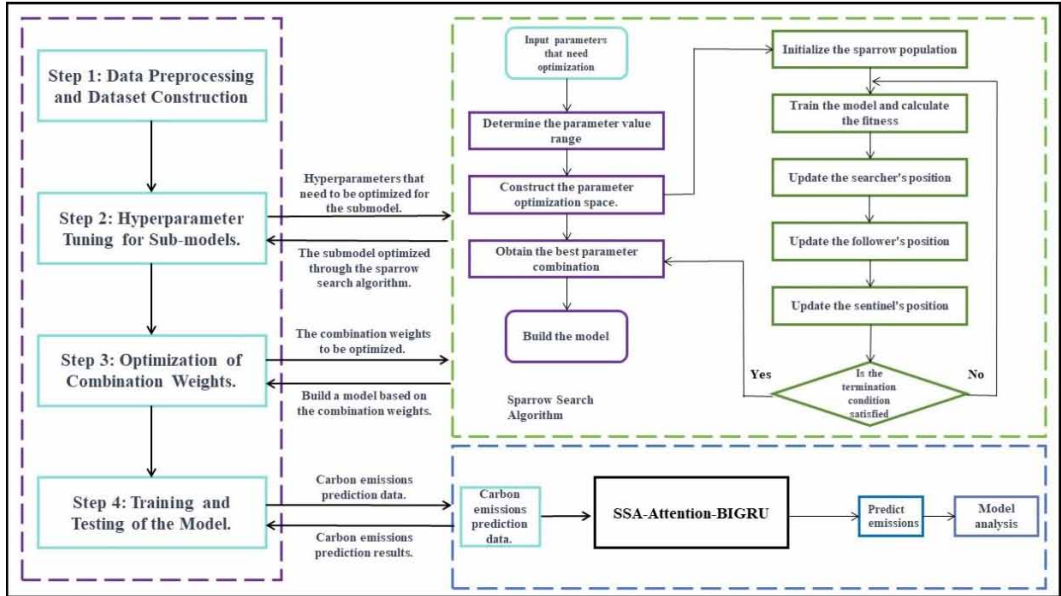 Step 1: Data Preprocessing
and Dataset Construction
Step 2: Hyperparameter
Tuning for Sub-models.
Step 3: Optimization of
Combination Weights.
Step 4: Training and
Testing of the Model.
Hyperparameters that
need to be optimized for
the submodel.
The submodel optimized
through the sparrow
search algorithm.
The combination weights
to be optimized.
Build a model based on
the combination weights.
Carbon emissions
prediction data.
Carbon emissions
prediction results.
Input parameters
that need
optimization
Determine the parameter value
range
Construct the parameter
optimization space.
Obtain the best parameter
combination
Build the model
Sparrow Search
Algorithm
Initialize the sparrow population
Train the model and calculate
the fitness
Update the searcher's position
Update the follower's position
Update the sentinel's position
Yes
Is the
termination
condition
satisfied
No
Carbon
emissions
prediction
data.
SSA-Attention-BIGRU
Predict
emissions
Model
analysis